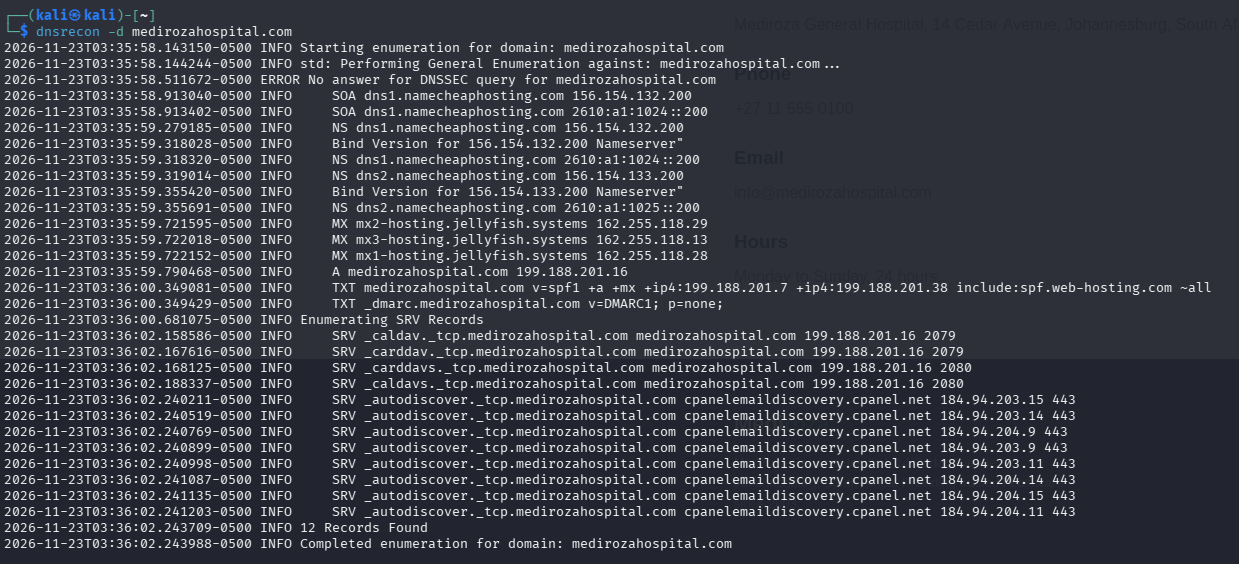 ┌──(kali㉿kali)-[~]
└─$ dnsrecon -d medirozahospital.com
2026-11-23T03:35:58.143150-0500 INFO Starting enumeration for domain: medirozahospital.com
2026-11-23T03:35:58.144244-0500 INFO std: Performing General Enumeration against: medirozahospital.com...
2026-11-23T03:35:58.511672-0500 ERROR No answer for DNSSEC query for medirozahospital.com
2026-11-23T03:35:58.913040-0500 INFO     SOA dns1.namecheaphosting.com 156.154.132.200
2026-11-23T03:35:58.913402-0500 INFO     SOA dns1.namecheaphosting.com 2610:a1:1024::200
2026-11-23T03:35:59.279185-0500 INFO     NS dns1.namecheaphosting.com 156.154.132.200
2026-11-23T03:35:59.318028-0500 INFO     Bind Version for 156.154.132.200 Nameserver"
2026-11-23T03:35:59.318320-0500 INFO     NS dns1.namecheaphosting.com 2610:a1:1024::200
2026-11-23T03:35:59.319014-0500 INFO     NS dns2.namecheaphosting.com 156.154.133.200
2026-11-23T03:35:59.355420-0500 INFO     Bind Version for 156.154.133.200 Nameserver"
2026-11-23T03:35:59.355691-0500 INFO     NS dns2.namecheaphosting.com 2610:a1:1025::200
2026-11-23T03:35:59.721595-0500 INFO     MX mx2-hosting.jellyfish.systems 162.255.118.29
2026-11-23T03:35:59.722018-0500 INFO     MX mx3-hosting.jellyfish.systems 162.255.118.13
2026-11-23T03:35:59.722152-0500 INFO     MX mx1-hosting.jellyfish.systems 162.255.118.28
2026-11-23T03:35:59.790468-0500 INFO     A medirozahospital.com 199.188.201.16
2026-11-23T03:36:00.349081-0500 INFO     TXT medirozahospital.com v=spf1 +a +mx +ip4:199.188.201.7 +ip4:199.188.201.38 include:spf.web-hosting.com ~all
2026-11-23T03:36:00.349429-0500 INFO     TXT _dmarc.medirozahospital.com v=DMARC1; p=none;
2026-11-23T03:36:00.681075-0500 INFO Enumerating SRV Records
2026-11-23T03:36:02.158586-0500 INFO     SRV _caldav._tcp.medirozahospital.com medirozahospital.com 199.188.201.16 2079
2026-11-23T03:36:02.167616-0500 INFO     SRV _carddav._tcp.medirozahospital.com medirozahospital.com 199.188.201.16 2079
2026-11-23T03:36:02.168125-0500 INFO     SRV _carddavs._tcp.medirozahospital.com medirozahospital.com 199.188.201.16 2080
2026-11-23T03:36:02.188337-0500 INFO     SRV _caldavs._tcp.medirozahospital.com medirozahospital.com 199.188.201.16 2080
2026-11-23T03:36:02.240211-0500 INFO     SRV _autodiscover._tcp.medirozahospital.com cpanelemaildiscovery.cpanel.net 184.94.203.15 443
2026-11-23T03:36:02.240519-0500 INFO     SRV _autodiscover._tcp.medirozahospital.com cpanelemaildiscovery.cpanel.net 184.94.203.14 443
2026-11-23T03:36:02.240769-0500 INFO     SRV _autodiscover._tcp.medirozahospital.com cpanelemaildiscovery.cpanel.net 184.94.204.9 443
2026-11-23T03:36:02.240899-0500 INFO     SRV _autodiscover._tcp.medirozahospital.com cpanelemaildiscovery.cpanel.net 184.94.203.9 443
2026-11-23T03:36:02.240998-0500 INFO     SRV _autodiscover._tcp.medirozahospital.com cpanelemaildiscovery.cpanel.net 184.94.203.11 443
2026-11-23T03:36:02.241087-0500 INFO     SRV _autodiscover._tcp.medirozahospital.com cpanelemaildiscovery.cpanel.net 184.94.204.14 443
2026-11-23T03:36:02.241135-0500 INFO     SRV _autodiscover._tcp.medirozahospital.com cpanelemaildiscovery.cpanel.net 184.94.204.15 443
2026-11-23T03:36:02.241203-0500 INFO     SRV _autodiscover._tcp.medirozahospital.com cpanelemaildiscovery.cpanel.net 184.94.204.11 443
2026-11-23T03:36:02.243709-0500 INFO 12 Records Found
2026-11-23T03:36:02.243988-0500 INFO Completed enumeration for domain: medirozahospital.com
Mediroza General Hospital, 14 Cedar Avenue, Johannesburg, South
Phone
+27 11 555 0100
Email
info@medirozahospital.com
Hours
Monday to Sunday, 24 hours